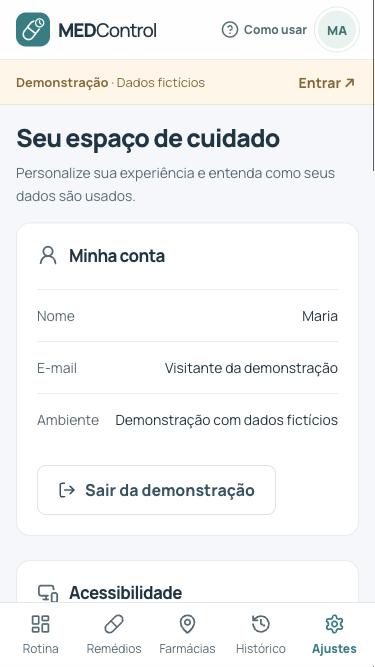 MEDControl
Como usar
MA
Demonstração · Dados fictícios
Entrar
Seu espaço de cuidado
Personalize sua experiência e entenda como seus
dados são usados.
Minha conta
Nome
Maria
E-mail
Visitante da demonstração
Ambiente
Demonstração com dados fictícios
Sair da demonstração
Acessibilidade
Rotina
Remédios
Farmácias
Histórico
Ajustes